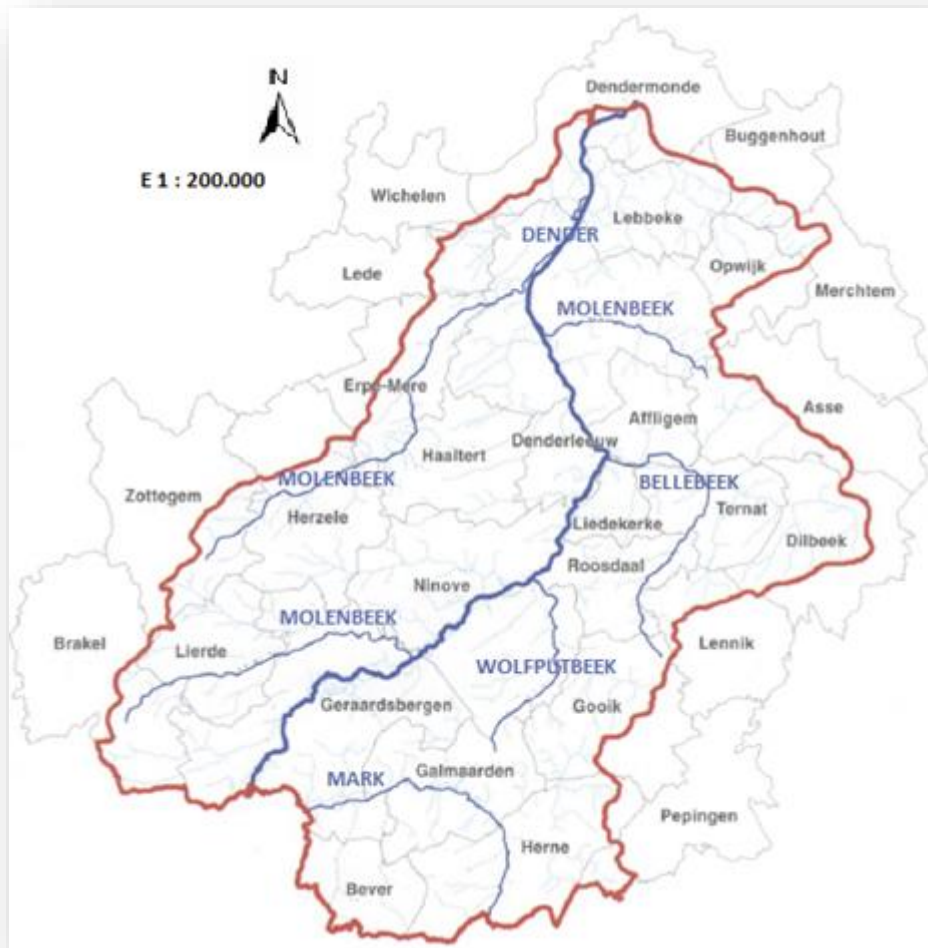 N
Dendermonde
Buggenhout
E 1 : 200.000
Wichelen
Lebbeke
DENDER
Lede
Opwijk
Merchtem
MOLENBEEK
Erpe-Mere
Asse
Affligem
Denderleeuw
Haaltert
MOLENBEEK
BELLEBEEK
Zottegem
Ternat
Herzele
Liedekerke
Dilbeek
Roosdaal
Ninove
MOLENBEEK
Brakel
Lierde
Lennik
WOLFPUTBEEK
Geraardsbergen
Gooik
MARK
Galmaarden
Pepingen
Herne
Bever